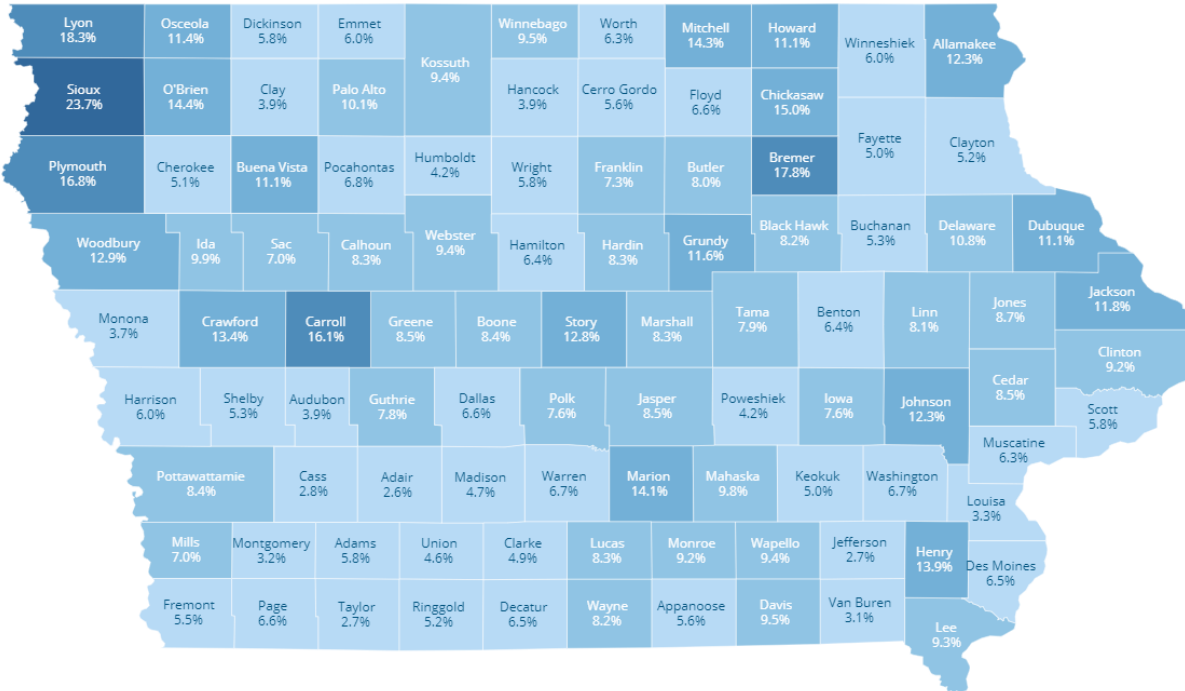 Lyon
18.3%
Osceola
11.4%
Dickinson
5.8%
Emmet
6.0%
Kossuth
9.4%
Winnebago
9.5%
Worth
6.3%
Mitchell
14.3%
Howard
11.1%
Winneshiek
6.0%
Allamakee
12.3%
Sioux
23.7%
O'Brien
14.4%
Clay
3.9%
Palo Alto
10.1%
Hancock
3.9%
Cerro Gordo
5.6%
Floyd
6.6%
Chickasaw
15.0%
Plymouth
16.8%
Cherokee
5.1%
Buena Vista
11.1%
Pocahontas
6.8%
Humboldt
4.2%
Wright
5.8%
Franklin
7.3%
Butler
8.0%
Bremer
17.8%
Fayette
5.0%
Clayton
5.2%
Woodbury
12.9%
Ida
9.9%
Sac
7.0%
Calhoun
8.3%
Webster
9.4%
Hamilton
6.4%
Hardin
8.3%
Grundy
11.6%
Black Hawk
8.2%
Buchanan
5.3%
Delaware
10.8%
Dubuque
11.1%
Monona
3.7%
Crawford
13.4%
Carroll
16.1%
Greene
8.5%
Boone
8.4%
Story
12.8%
Marshall
8.3%
Tama
7.9%
Benton
6.4%
Linn
8.1%
Jones
8.7%
Jackson
11.8%
Clinton
9.2%
Harrison
6.0%
Shelby
5.3%
Audubon
3.9%
Guthrie
7.8%
Dallas
6.6%
Polk
7.6%
Jasper
8.5%
Poweshiek
4.2%
Iowa
7.6%
Johnson
12.3%
Cedar
8.5%
Scott
5.8%
Muscatine
6.3%
Pottawattamie
8.4%
Cass
2.8%
Adair
2.6%
Madison
4.7%
Warren
6.7%
Marion
14.1%
Mahaska
9.8%
Keokuk
5.0%
Washington
6.7%
Louisa
3.3%
Mills
7.0%
Montgomery
3.2%
Adams
5.8%
Union
4.6%
Clarke
4.9%
Lucas
8.3%
Monroe
9.2%
Wapello
9.4%
Jefferson
2.7%
Henry
13.9%
Des Moines
6.5%
Fremont
5.5%
Page
6.6%
Taylor
2.7%
Ringgold
5.2%
Decatur
6.5%
Wayne
8.2%
Appanoose
5.6%
Davis
9.5%
Van Buren
3.1%
Lee
9.3%